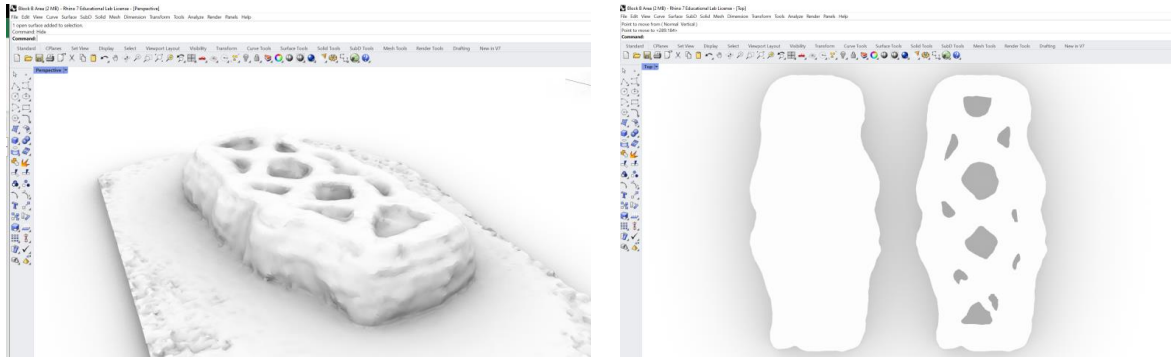 Block B Area (2 MB) - Rhino 7 Educational Lab License - [Perspective]
File Edit View Curve Surface SubD Solid Mesh Dimension Transform Tools Analyze Render Panels Help
1 open surface added to selection.
Command: Hide
Command:
Standard CPlanes Set View Display Select Viewport Layout Visibility Transform Curve Tools Surface Tools Solid Tools SubD Tools Mesh Tools Render Tools Drafting New in V7
Perspective
Block B Area (2 MB) - Rhino 7 Educational Lab License - [Top]
File Edit View Curve Surface SubD Solid Mesh Dimension Transform Tools Analyze Render Panels Help
Point to move from ( Normal Vertical )
Point to move to
Command:
Standard CPlanes Set View Display Select Viewport Layout Visibility Transform Curve Tools Surface Tools Solid Tools SubD Tools Mesh Tools Render Tools Drafting New in V7
Top